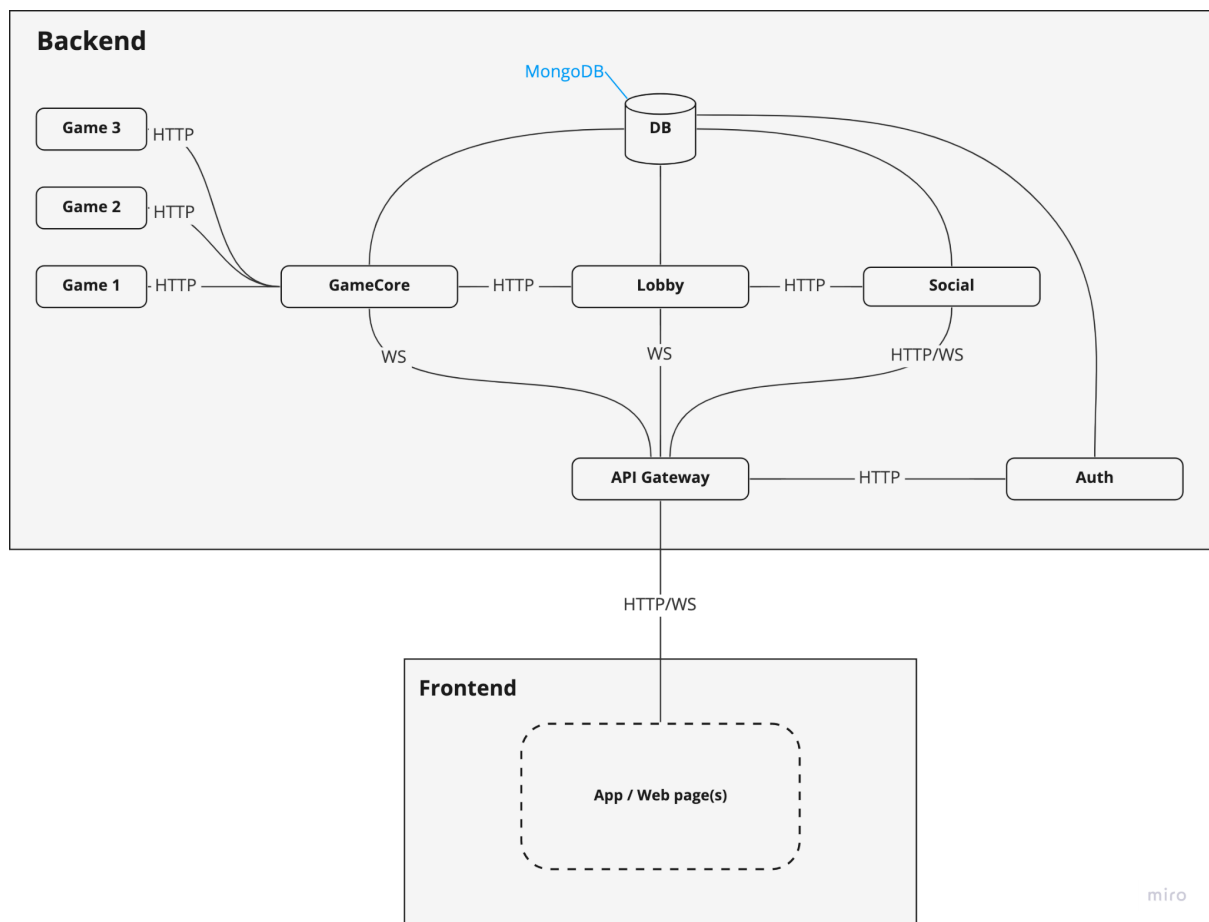 Backend
MongoDB
DB
Game 3
HTTP
Game 2
HTTP
Game 1
HTTP
GameCore
HTTP
Lobby
HTTP
Social
WS
WS
HTTP/WS
API Gateway
HTTP
Auth
HTTP/WS
Frontend
App / Web page(s)
miro